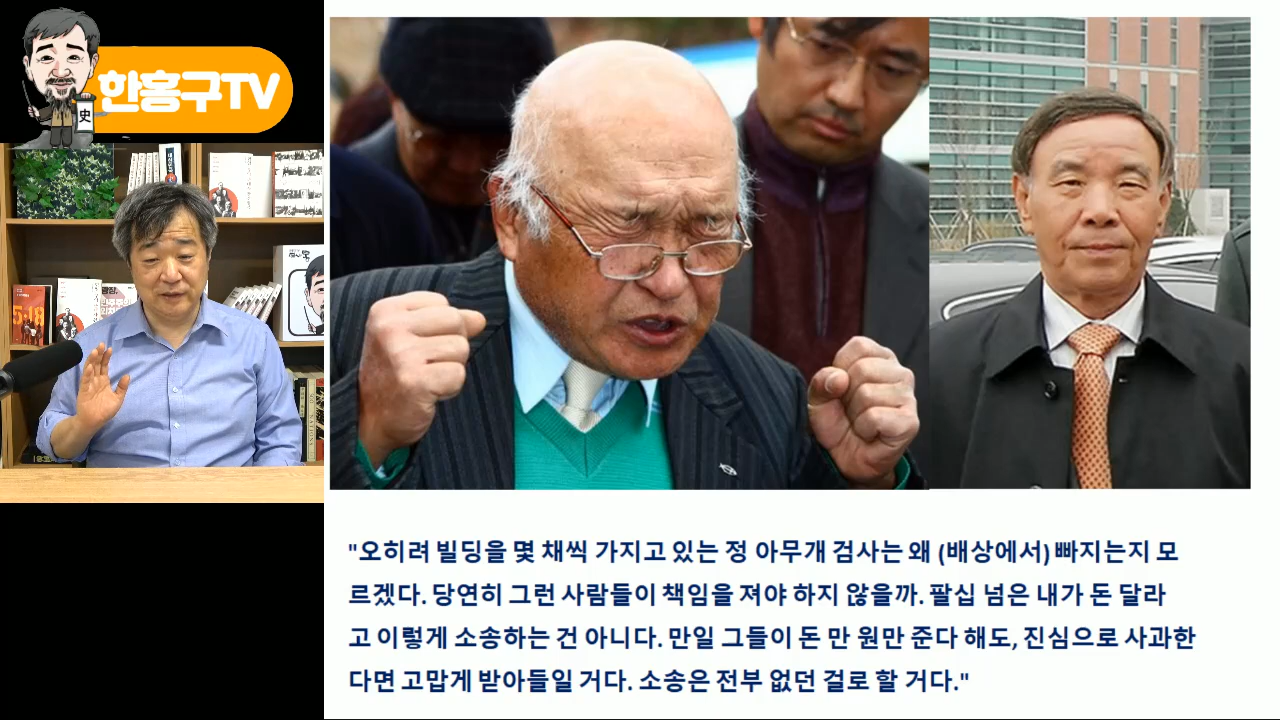 한홍구TV
史
5·18
"오히려 빌딩을 몇 채씩 가지고 있는 정 아무개 검사는 왜 (배상에서) 빠지는지 모
르겠다. 당연히 그런 사람들이 책임을 져야 하지 않을까. 팔십 넘은 내가 돈 달라
고 이렇게 소송하는 건 아니다. 만일 그들이 돈 만 원만 준다 해도, 진심으로 사과한
다면 고맙게 받아들일 거다. 소송은 전부 없던 걸로 할 거다."